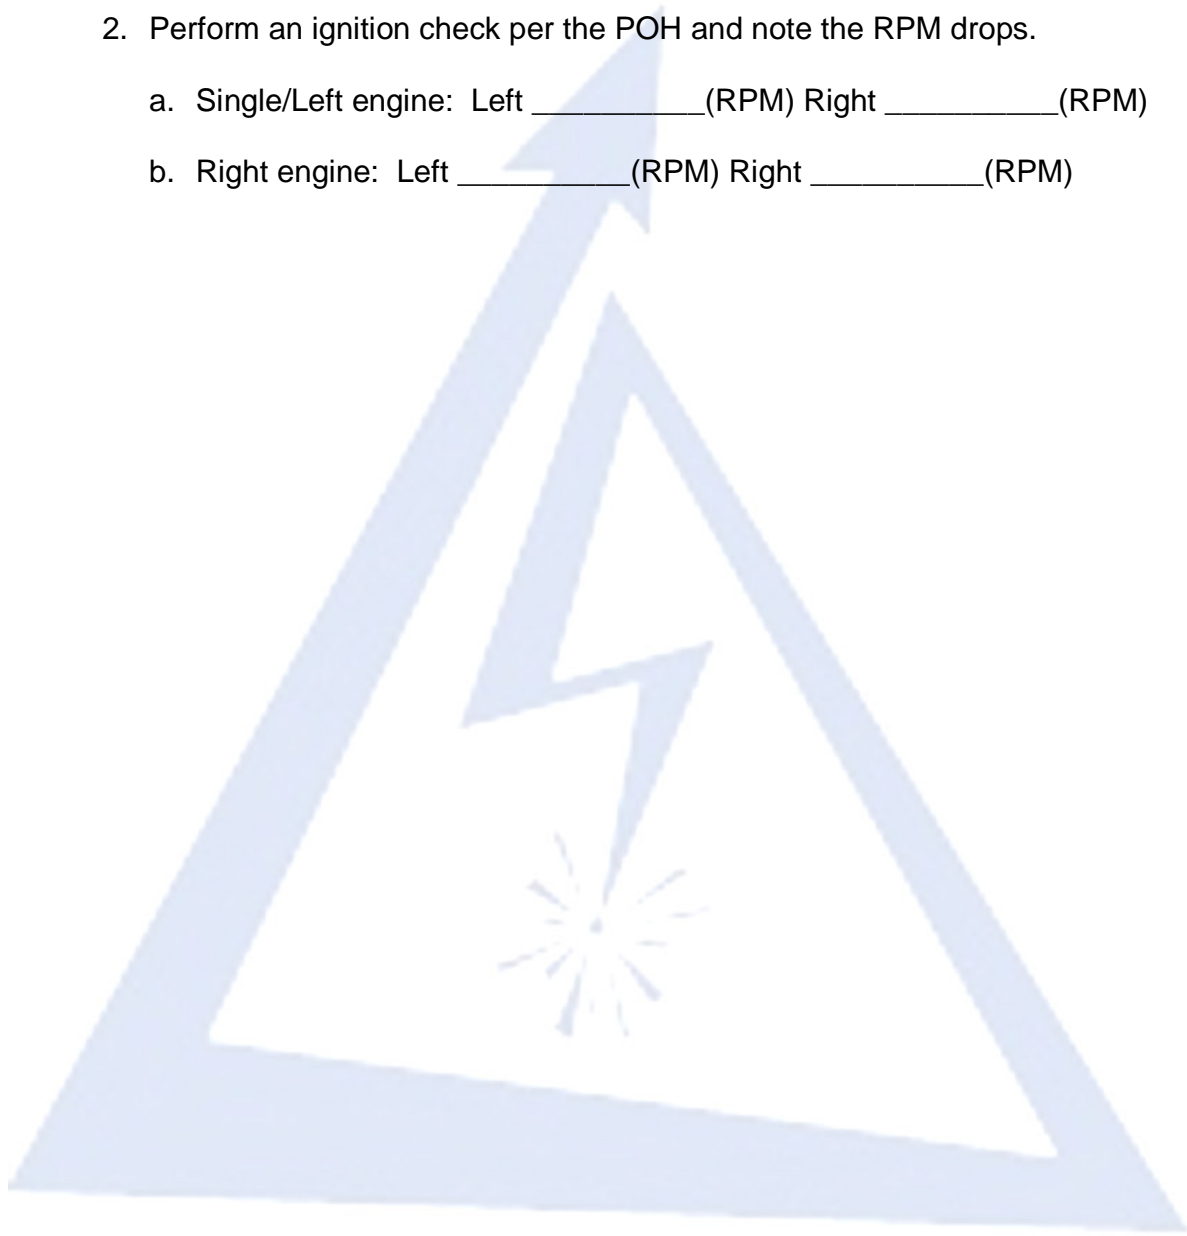 2. Perform an ignition check per the POH and note the RPM drops.
a. Single/Left engine: Left __________(RPM) Right __________(RPM)
b. Right engine: Left __________(RPM) Right __________(RPM)